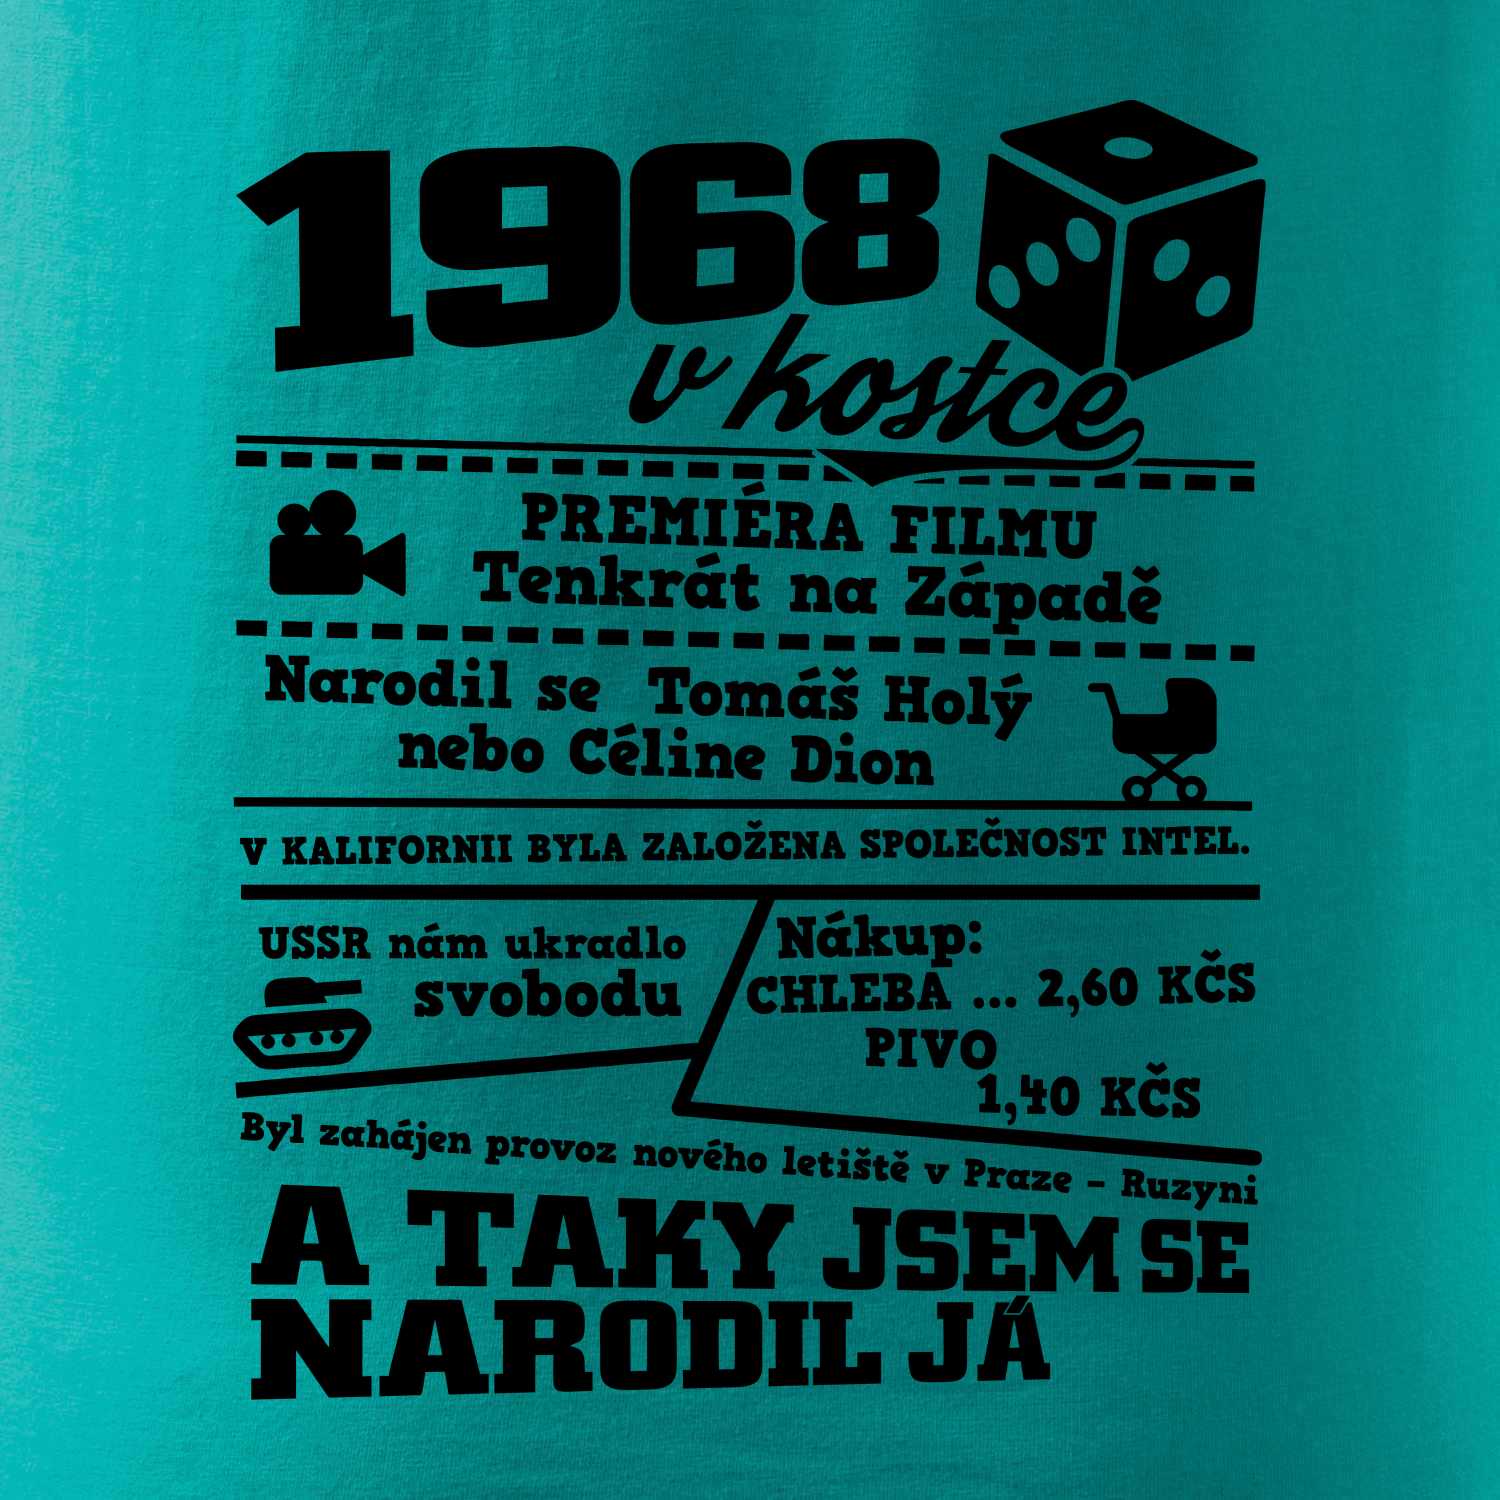 1968
v kostce
PREMIÉRA FILMU
Tenkrát na Západě
Narodil se Tomáš Holý
nebo Céline Dion
V KALIFORNII BYLA ZALOŽENA SPOLEČNOST INTEL.
USSR nám ukradlo
svobodu
Nákup:
CHLEBA ... 2,60 KČS
PIVO
1,40 KČS
Byl zahájen provoz nového letiště v Praze – Ruzyni
A TAKY JSEM SE
NARODIL JÁ